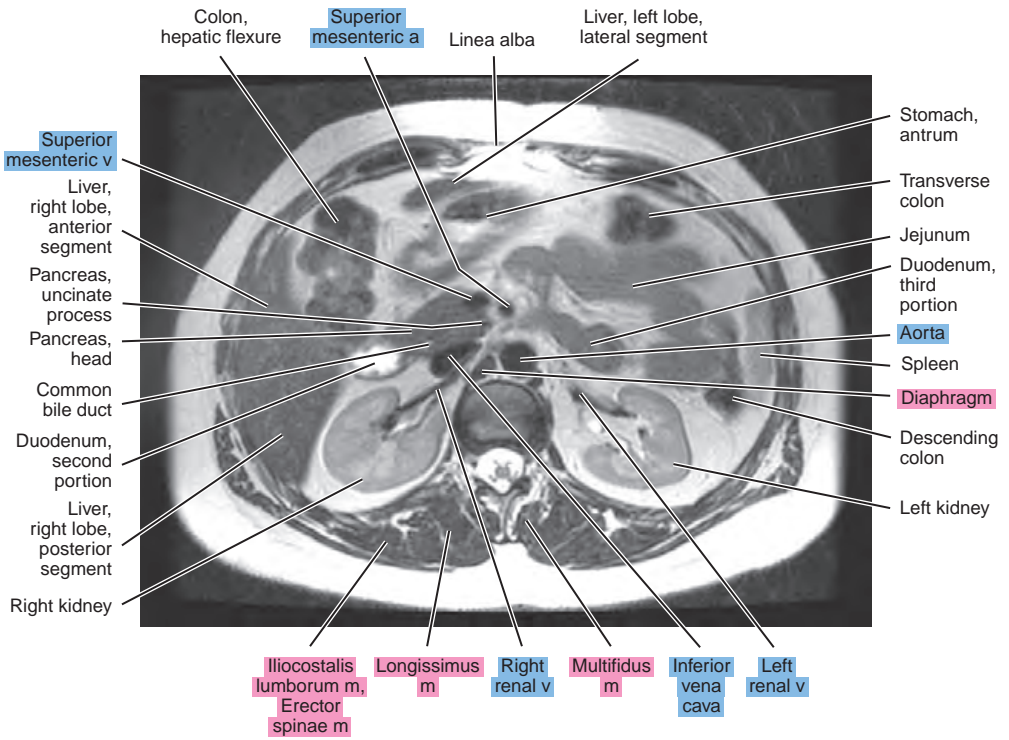 Colon,
hepatic flexure
Superior
mesenteric a
Linea alba
Liver, left lobe,
lateral segment
Superior
mesenteric v
Liver,
right lobe,
anterior
segment
Pancreas,
uncinate
process
Pancreas,
head
Common
bile duct
Duodenum,
second
portion
Liver,
right lobe,
posterior
segment
Right kidney
Stomach,
antrum
Transverse
colon
Jejunum
Duodenum,
third
portion
Aorta
Spleen
Diaphragm
Descending
colon
Left kidney
Iliocostalis
lumborum m,
Erector
spinae m
Longissimus
m
Right
renal v
Multifidus
m
Inferior
vena
cava
Left
renal v